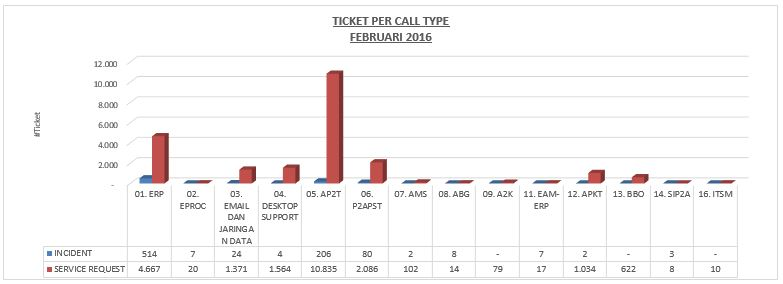 TICKET PER CALL TYPE
FEBRUARI 2016
#Ticket
12.000
10.000
8.000
6.000
4.000
2.000
-
01. ERP
02. EPROC
03. EMAIL DAN JARINGAN DATA
04. DESKTOP SUPPORT
05. AP2T
06. P2APST
07. AMS
08. ABG
09. A2K
11. EAM-ERP
12. APKT
13. BBO
14. SIP2A
16. ITSM
INCIDENT 514 7 24 4 206 80 2 8 - 7 2 - 3 -
SERVICE REQUEST 4.667 20 1.371 1.564 10.835 2.086 102 14 79 17 1.034 622 8 10